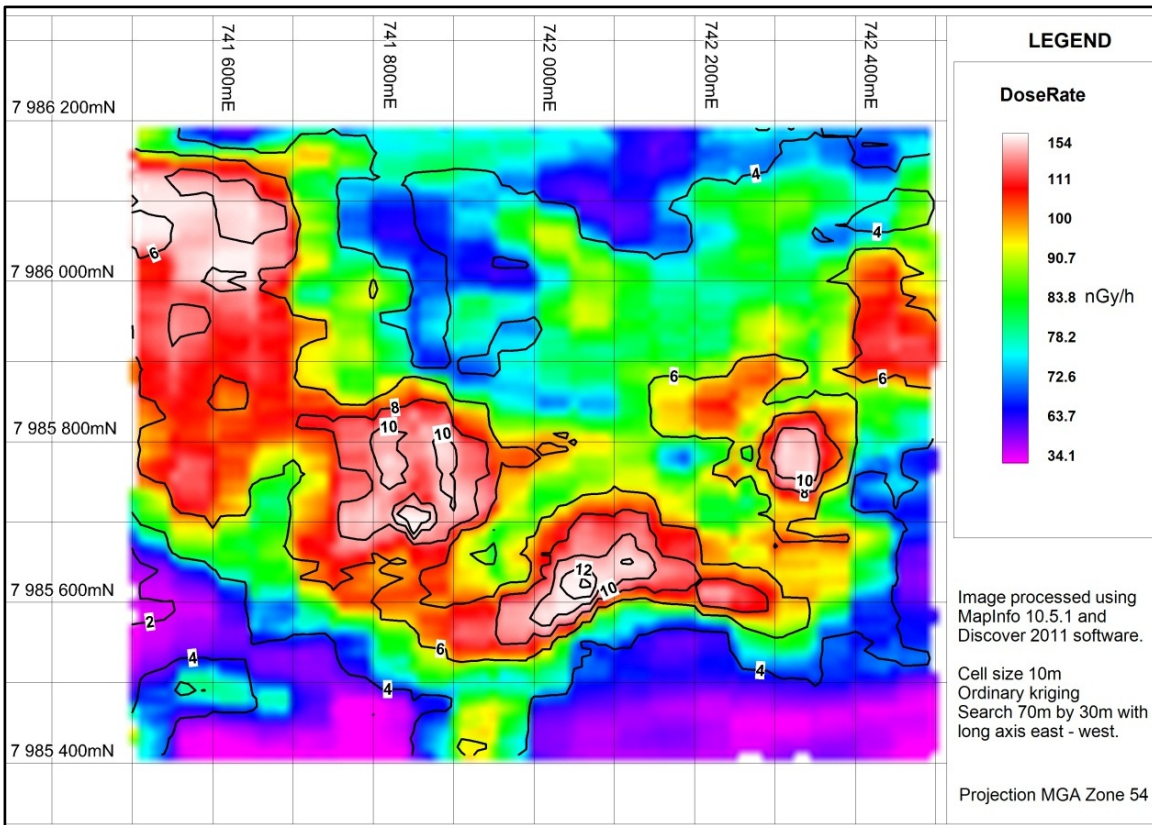 741 600mE
741 800mE
742 000mE
742 200mE
742 400mE
7 986 200mN
7 986 000mN
7 985 800mN
7 985 600mN
7 985 400mN
4
4
6
6
6
8
10
10
10
8
12
10
2
6
4
4
4
LEGEND
DoseRate
154
111
100
90.7
83.8 nGy/h
78.2
72.6
63.7
34.1
Image processed using
MapInfo 10.5.1 and
Discover 2011 software.
Cell size 10m
Ordinary kriging
Search 70m by 30m with
long axis east - west.
Projection MGA Zone 54